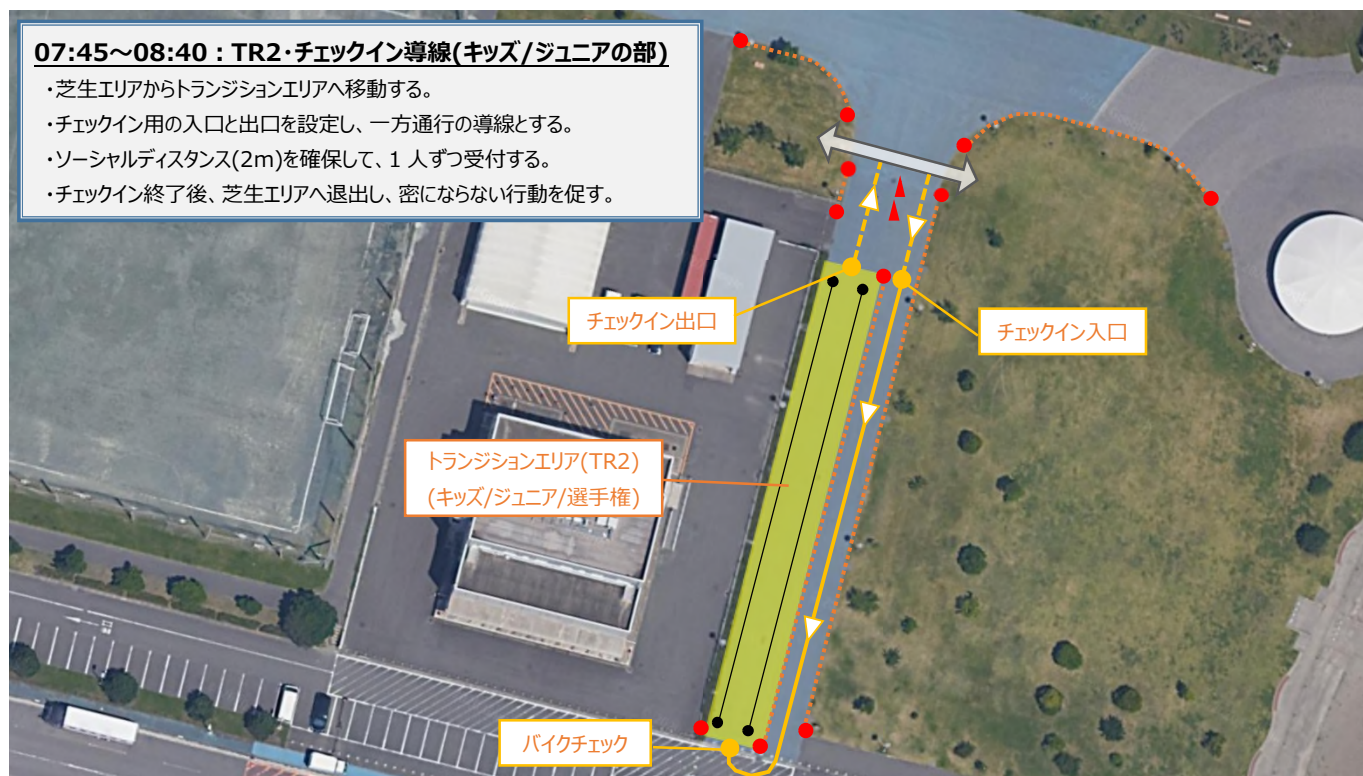 07:45～08:40：TR2・チェックイン導線(キッズ/ジュニアの部)
・芝生エリアからトランジションエリアへ移動する。
・チェックイン用の入口と出口を設定し、一方通行の導線とする。
・ソーシャルディスタンス(2m)を確保して、1人ずつ受付する。
・チェックイン終了後、芝生エリアへ退出し、密にならない行動を促す。
チェックイン出口
チェックイン入口
トランジションエリア(TR2)
(キッズ/ジュニア/選手権)
バイクチェック